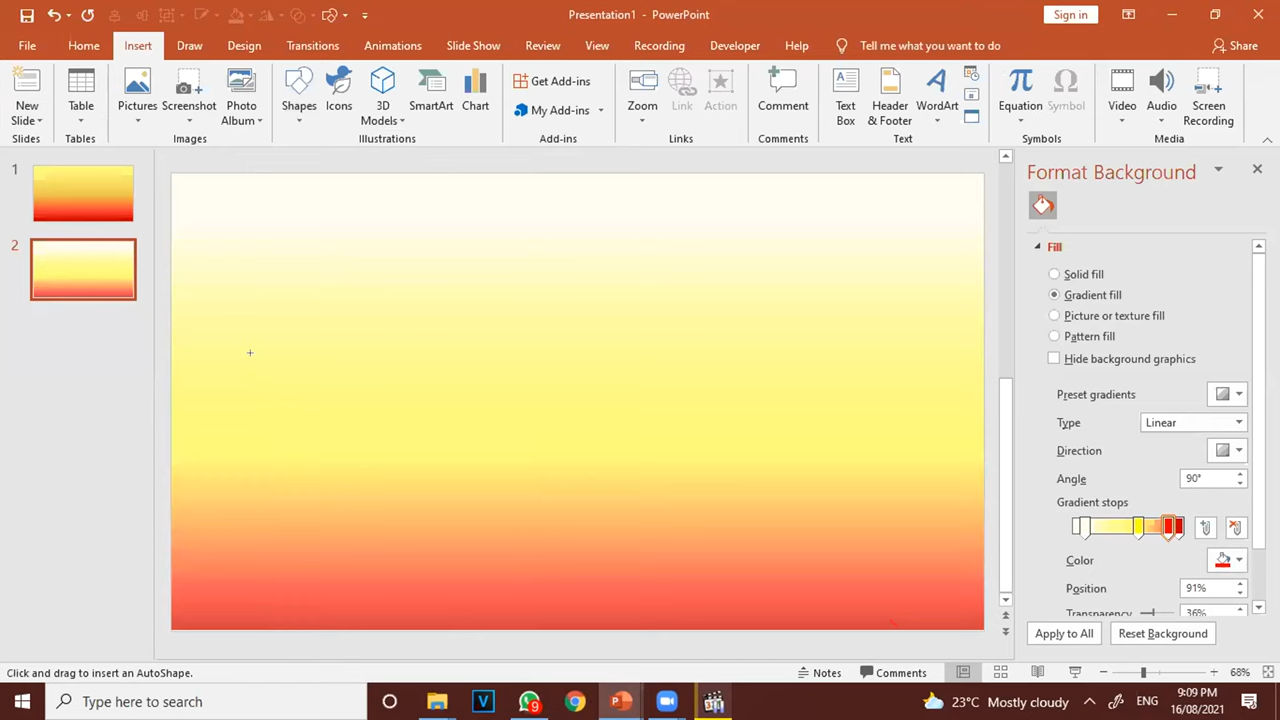 Presentation1 - PowerPoint
Sign in
File Home Insert Draw Design Transitions Animations Slide Show Review View Recording Developer Help Tell me what you want to do Share
New Slide
Table
Pictures
Screenshot
Photo Album
Shapes
Icons
3D Models
SmartArt
Chart
Get Add-ins
My Add-ins
Zoom
Link
Action
Comment
Text Box
Header & Footer
WordArt
Equation
Symbol
Video
Audio
Screen Recording
Slides Tables Images Illustrations Add-ins Links Comments Text Symbols Media
1
2
Format Background
Fill
Solid fill
Gradient fill
Picture or texture fill
Pattern fill
Hide background graphics
Preset gradients
Type Linear
Direction
Angle 90°
Gradient stops
Color
Position 91%
Transparency 36%
Apply to All Reset Background
Click and drag to insert an AutoShape. Notes Comments 68%
Type here to search
V
9
23°C Mostly cloudy ENG
9:09 PM
16/08/2021